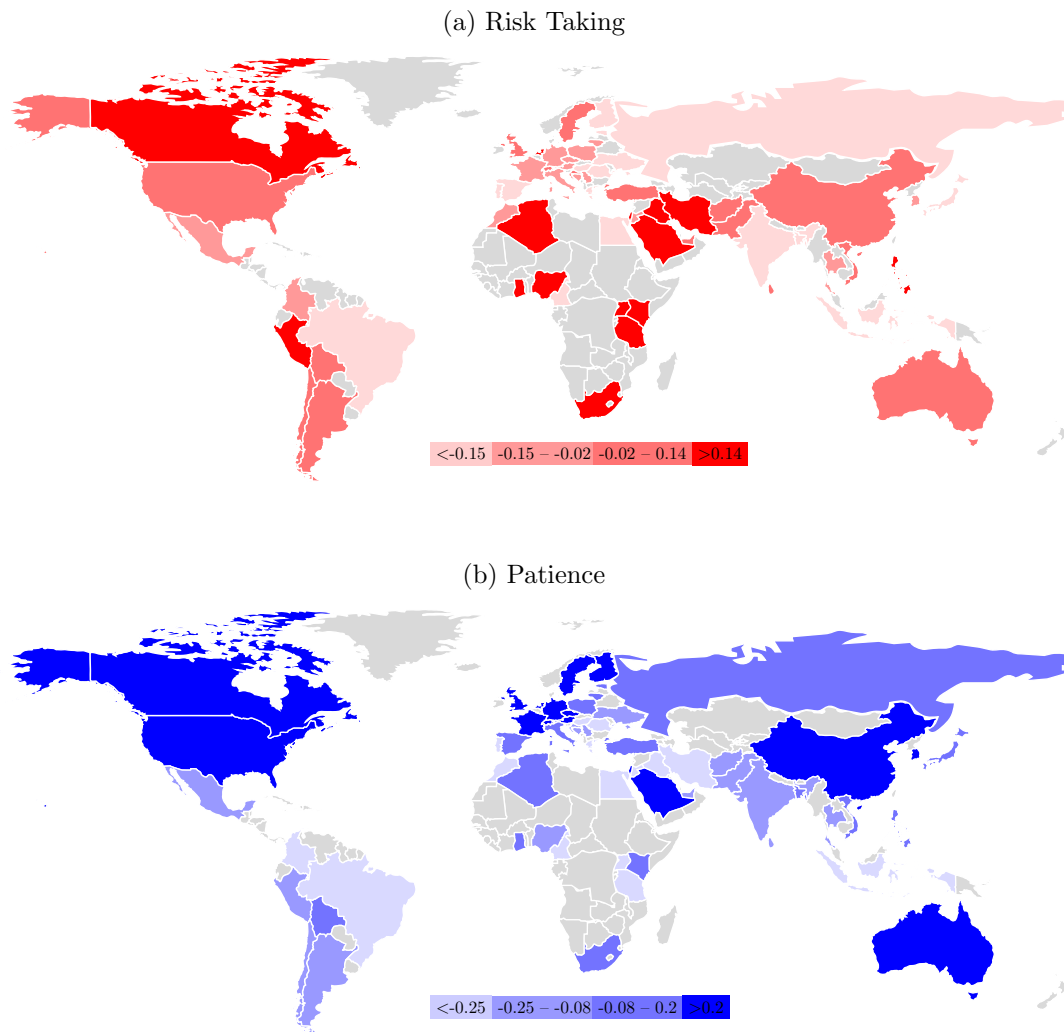 (a) Risk Taking
<-0.15 -0.15 – -0.02 -0.02 – 0.14 >0.14
(b) Patience
<-0.25 -0.25 – -0.08 -0.08 – 0.2 >0.2